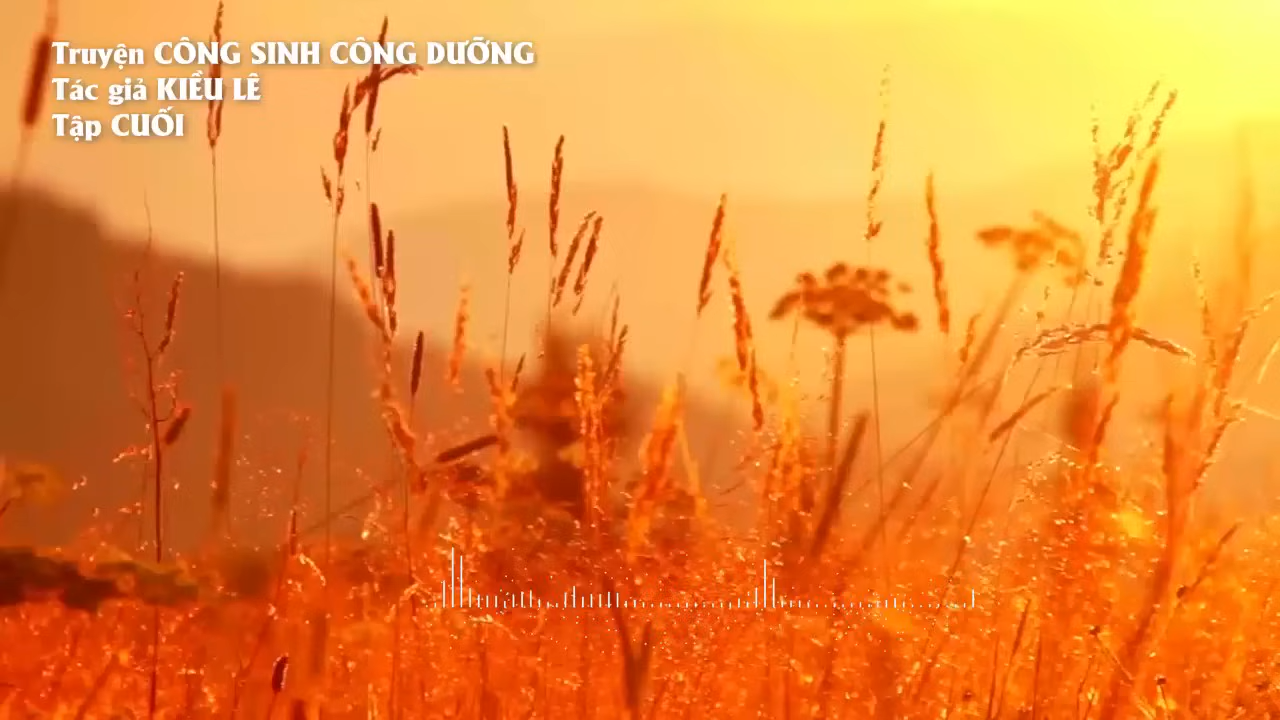 Truyện CÔNG SINH CÔNG DƯỠNG
Tác giả KIỀU LÊ
Tập CUỐI